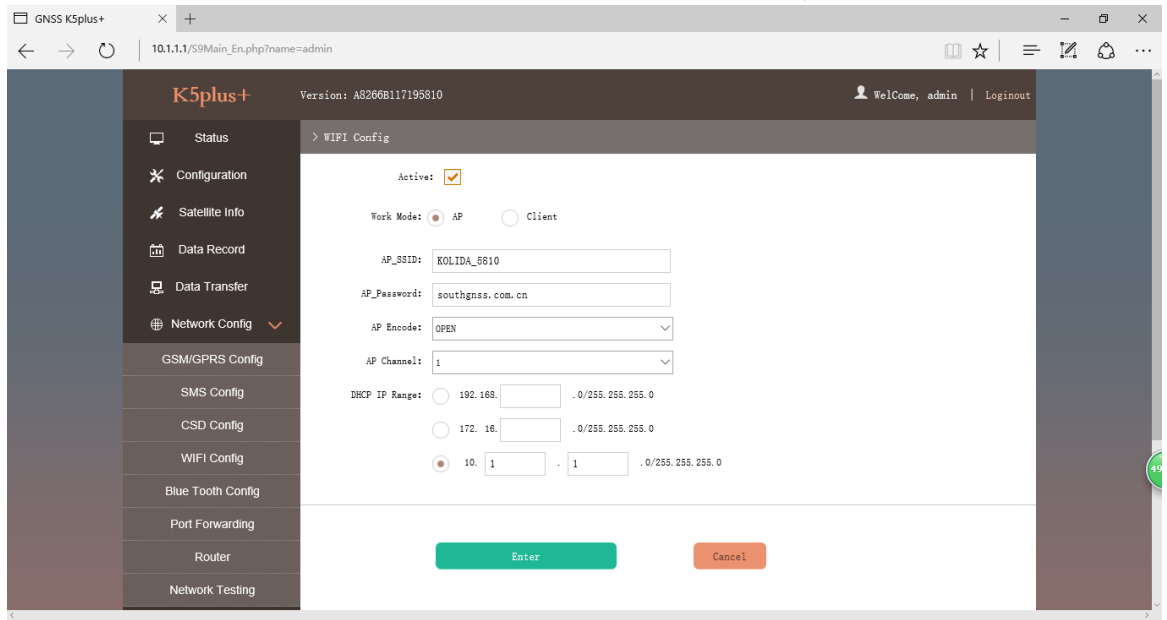 GNSS K5plus+
10.1.1.1/S9Main_En.php?name=admin
K5plus+
Version: A8266B117195810
WelCome, admin | Loginout
Status
> WIFI Config
Configuration
Active:
Satellite Info
Work Mode: AP Client
Data Record
AP_SSID: KOLIDA_5810
Data Transfer
AP_Password: southgnss.com.cn
Network Config
AP Encode: OPEN
GSM/GPRS Config
AP Channel: 1
SMS Config
DHCP IP Range: 192.168. .0/255.255.255.0
CSD Config
172. 16. .0/255.255.255.0
WIFI Config
10. 1 . 1 .0/255.255.255.0
49
Blue Tooth Config
Port Forwarding
Router
Enter
Cancel
Network Testing